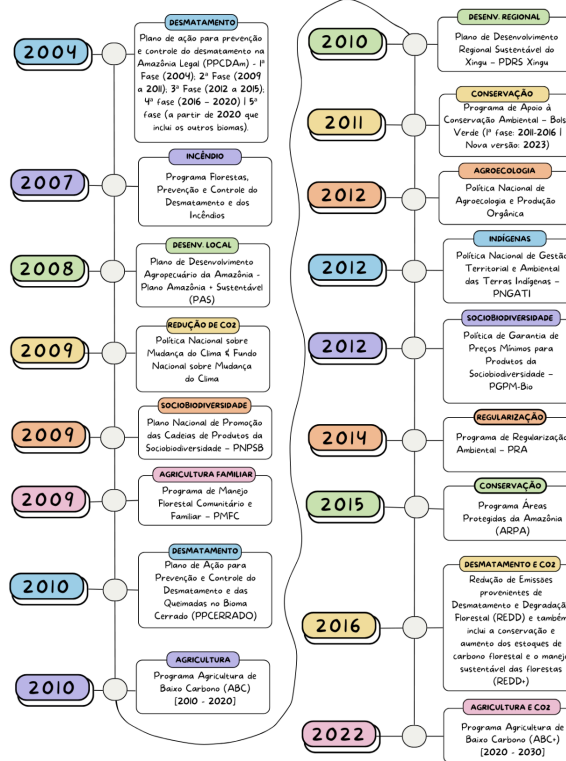 DESMATAMENTO
2004
Plano de ação para prevenção
e controle do desmatamento na
Amazônia Legal (PPCDAm) - 1ª
Fase (2004); 2ª Fase (2009
a 2011); 3ª Fase (2012 a 2015);
4ª fase (2016 – 2020) | 5ª
fase (a partir de 2020 que
inclui os outros biomas).
INCÊNDIO
2007
Programa Florestas,
Prevenção e Controle do
Desmatamento e dos
Incêndios
DESENV. LOCAL
2008
Plano de Desenvolvimento
Agropecuário da Amazônia -
Plano Amazônia + Sustentável
(PAS)
REDUÇÃO DE CO2
2009
Política Nacional sobre
Mudança do Clima & Fundo
Nacional sobre Mudança
do Clima
SOCIOBIODIVERSIDADE
2009
Plano Nacional de Promoção
das Cadeias de Produtos da
Sociobiodiversidade – PNPSB
AGRICULTURA FAMILIAR
2009
Programa de Manejo
Florestal Comunitário e
Familiar – PMFC
DESMATAMENTO
2010
Plano de Ação para
Prevenção e Controle do
Desmatamento e das
Queimadas no Bioma
Cerrado (PPCERRADO)
AGRICULTURA
2010
Programa Agricultura de
Baixo Carbono (ABC)
[2010 - 2020]
DESENV. REGIONAL
2010
Plano de Desenvolvimento
Regional Sustentável do
Xingu – PDRS Xingu
CONSERVAÇÃO
2011
Programa de Apoio à
Conservação Ambiental – Bols
Verde (1ª fase: 2011-2016 |
Nova versão: 2023)
AGROECOLOGIA
2012
Política Nacional de
Agroecologia e Produção
Orgânica
INDÍGENAS
2012
Política Nacional de Gestão
Territorial e Ambiental
das Terras Indígenas –
PNGATI
SOCIOBIODIVERSIDADE
2012
Política de Garantia de
Preços Mínimos para
Produtos da
Sociobiodiversidade –
PGPM-Bio
REGULARIZAÇÃO
2014
Programa de Regularização
Ambiental – PRA
CONSERVAÇÃO
2015
Programa Áreas
Protegidas da Amazônia
(ARPA)
DESMATAMENTO E CO2
2016
Redução de Emissões
provenientes de
Desmatamento e Degradaçã
Florestal (REDD) e também
inclui a conservação e
aumento dos estoques de
carbono florestal e o manejo
sustentável das florestas
(REDD+)
AGRICULTURA E CO2
2022
Programa Agricultura de
Baixo Carbono (ABC+)
[2020 - 2030]